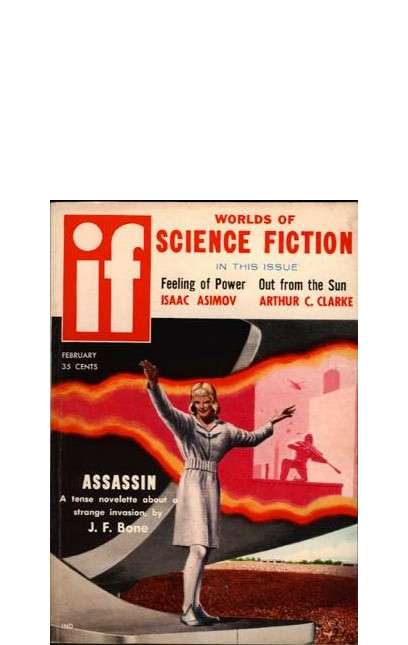 if
WORLDS OF
SCIENCE FICTION
IN THIS ISSUE
Feeling of Power
ISAAC ASIMOV
Out from the Sun
ARTHUR C. CLARKE
FEBRUARY
35 CENTS
ASSASSIN
A tense novelette about a
strange invasion, by
J. F. Bone
IND